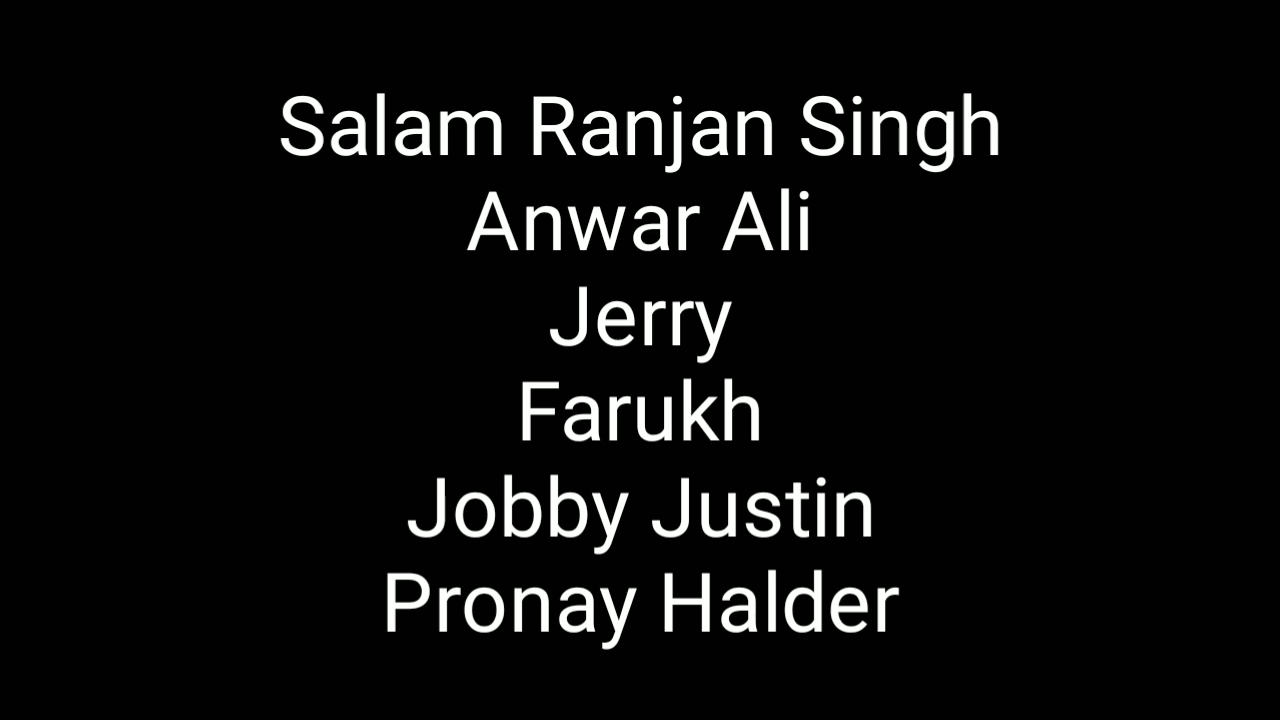 Salam Ranjan Singh
Anwar Ali
Jerry
Farukh
Jobby Justin
Pronay Halder